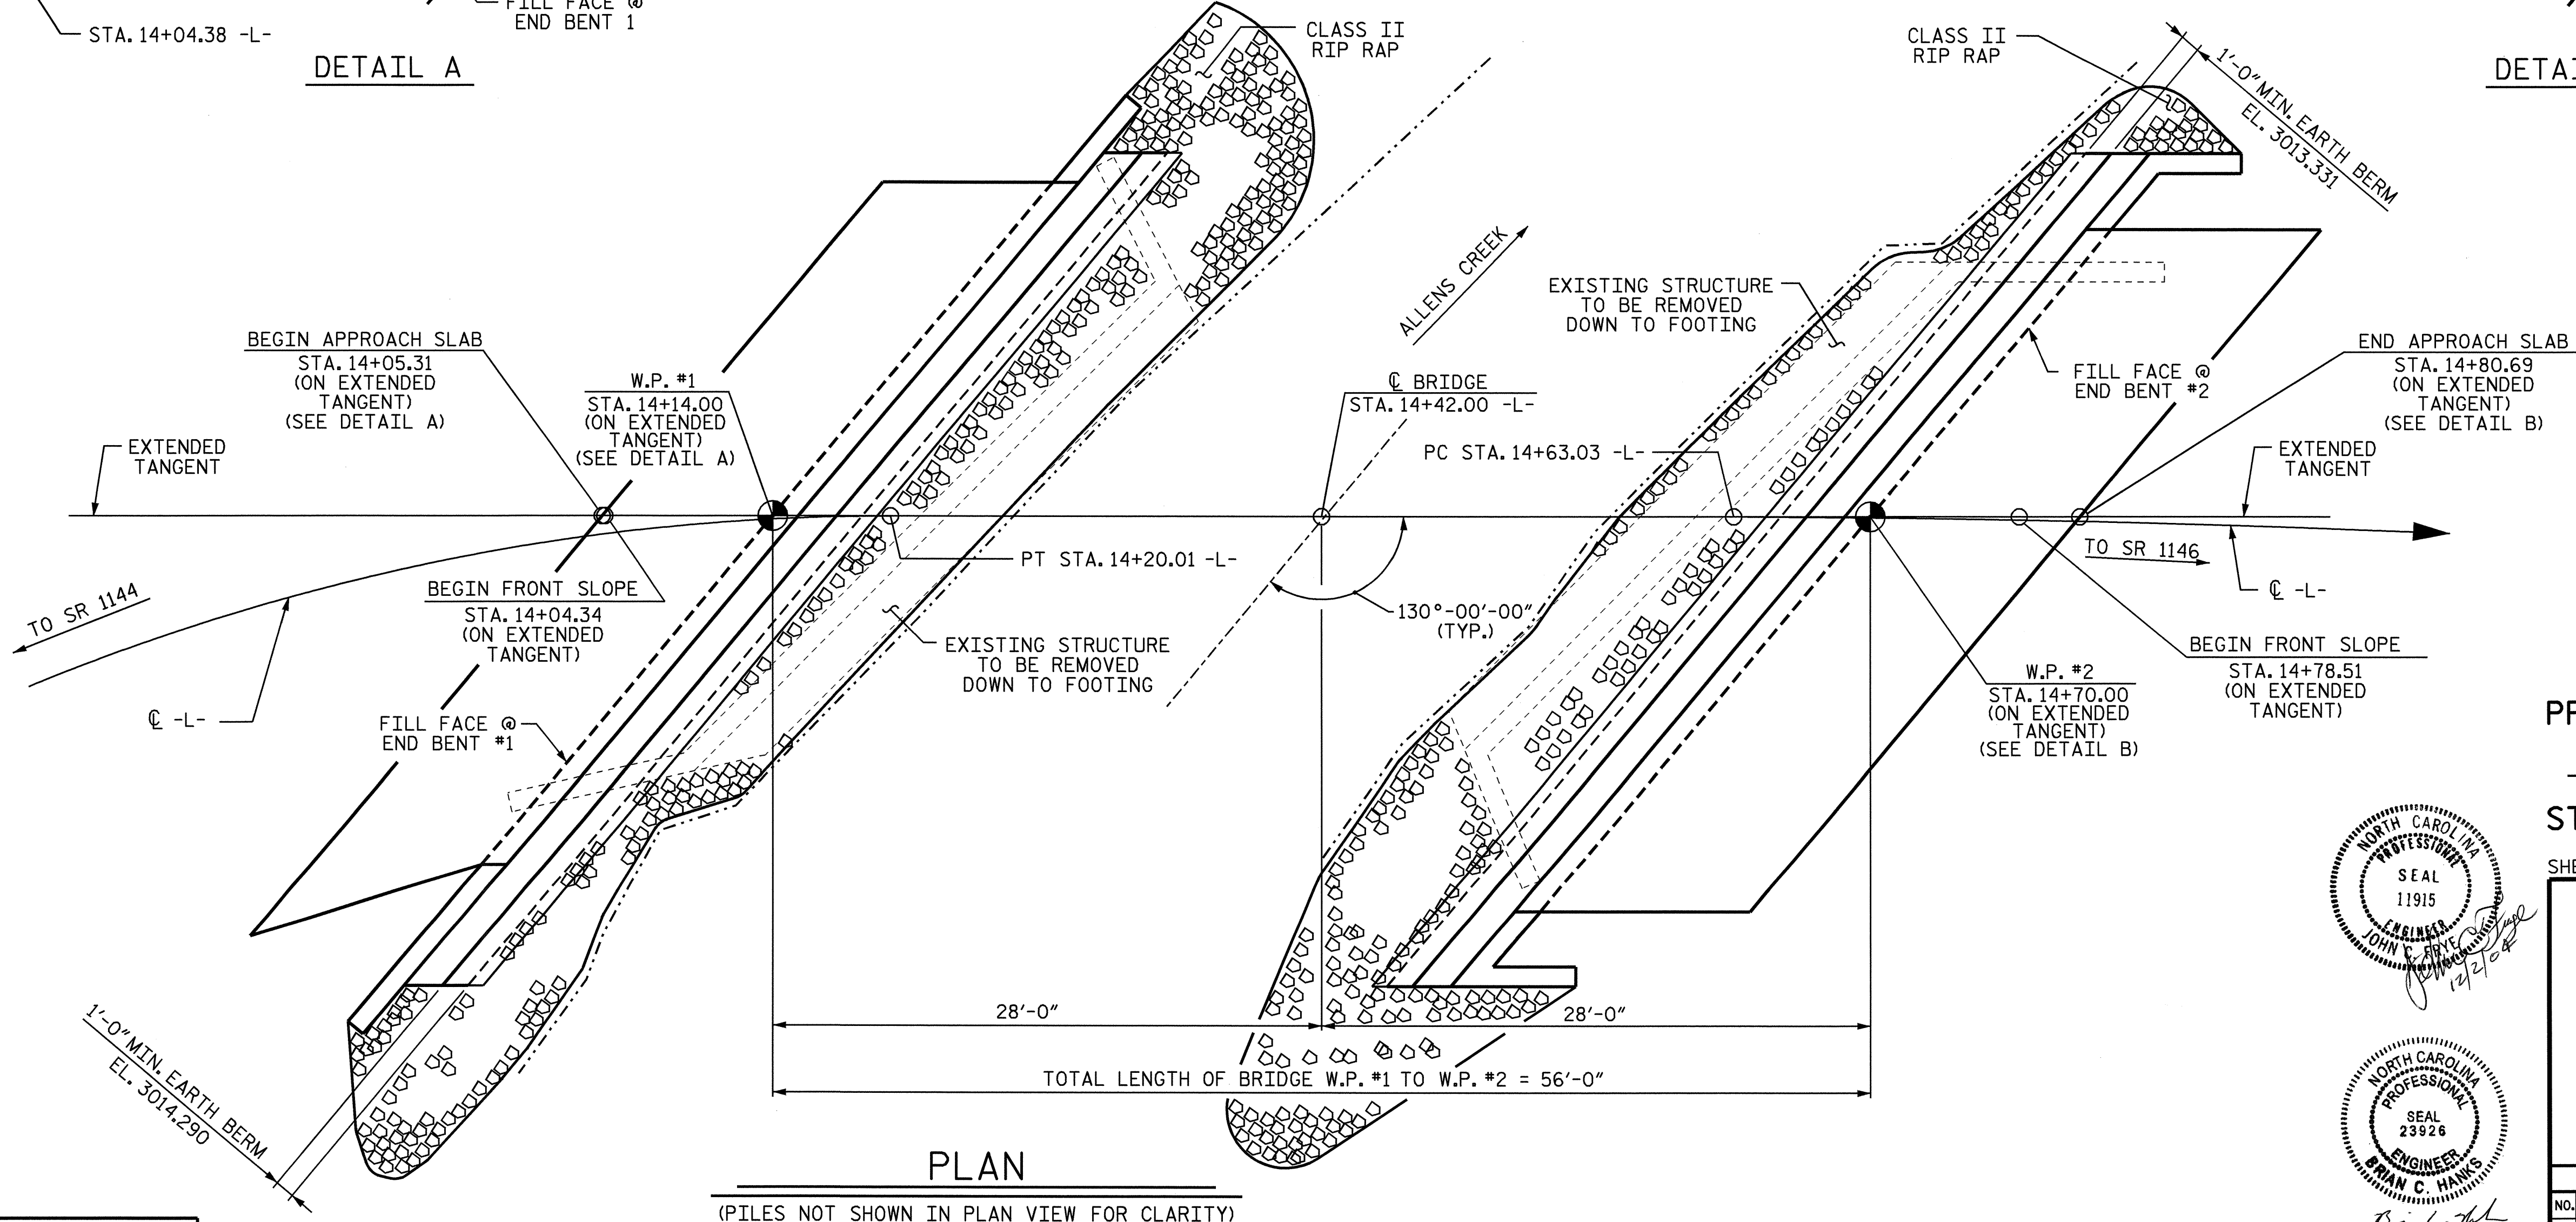 FILL FACE @
END BENT 1
STA. 14+04.38 -L-
DETAIL A
CLASS II
RIP RAP
CLASS II
RIP RAP
1'-0" MIN. EARTH BERM
EL. 3013.331
ALLENS CREEK
EXISTING STRUCTURE
TO BE REMOVED
DOWN TO FOOTING
BEGIN APPROACH SLAB
STA. 14+05.31
(ON EXTENDED
TANGENT)
(SEE DETAIL A)
W.P. #1
STA. 14+14.00
(ON EXTENDED
TANGENT)
(SEE DETAIL A)
℄ BRIDGE
STA. 14+42.00 -L-
PC STA. 14+63.03 -L-
FILL FACE @
END BENT #2
END APPROACH SLAB
STA. 14+80.69
(ON EXTENDED
TANGENT)
(SEE DETAIL B)
EXTENDED
TANGENT
EXTENDED
TANGENT
PT STA. 14+20.01 -L-
TO SR 1146
℄ -L-
TO SR 1144
BEGIN FRONT SLOPE
STA. 14+04.34
(ON EXTENDED
TANGENT)
130°-00'-00"
(TYP.)
EXISTING STRUCTURE
TO BE REMOVED
DOWN TO FOOTING
W.P. #2
STA. 14+70.00
(ON EXTENDED
TANGENT)
(SEE DETAIL B)
BEGIN FRONT SLOPE
STA. 14+78.51
(ON EXTENDED
TANGENT)
℄ -L-
FILL FACE @
END BENT #1
NORTH CAROLINA
PROFESSIONAL
SEAL
11915
ENGINEER
JOHN C. FRYE
12/2/04
28'-0"
28'-0"
TOTAL LENGTH OF BRIDGE W.P. #1 TO W.P. #2 = 56'-0"
1'-0" MIN. EARTH BERM
EL. 3014.290
NORTH CAROLINA
PROFESSIONAL
SEAL
23926
ENGINEER
BRIAN C. HANKS
PLAN
(PILES NOT SHOWN IN PLAN VIEW FOR CLARITY)
NO.